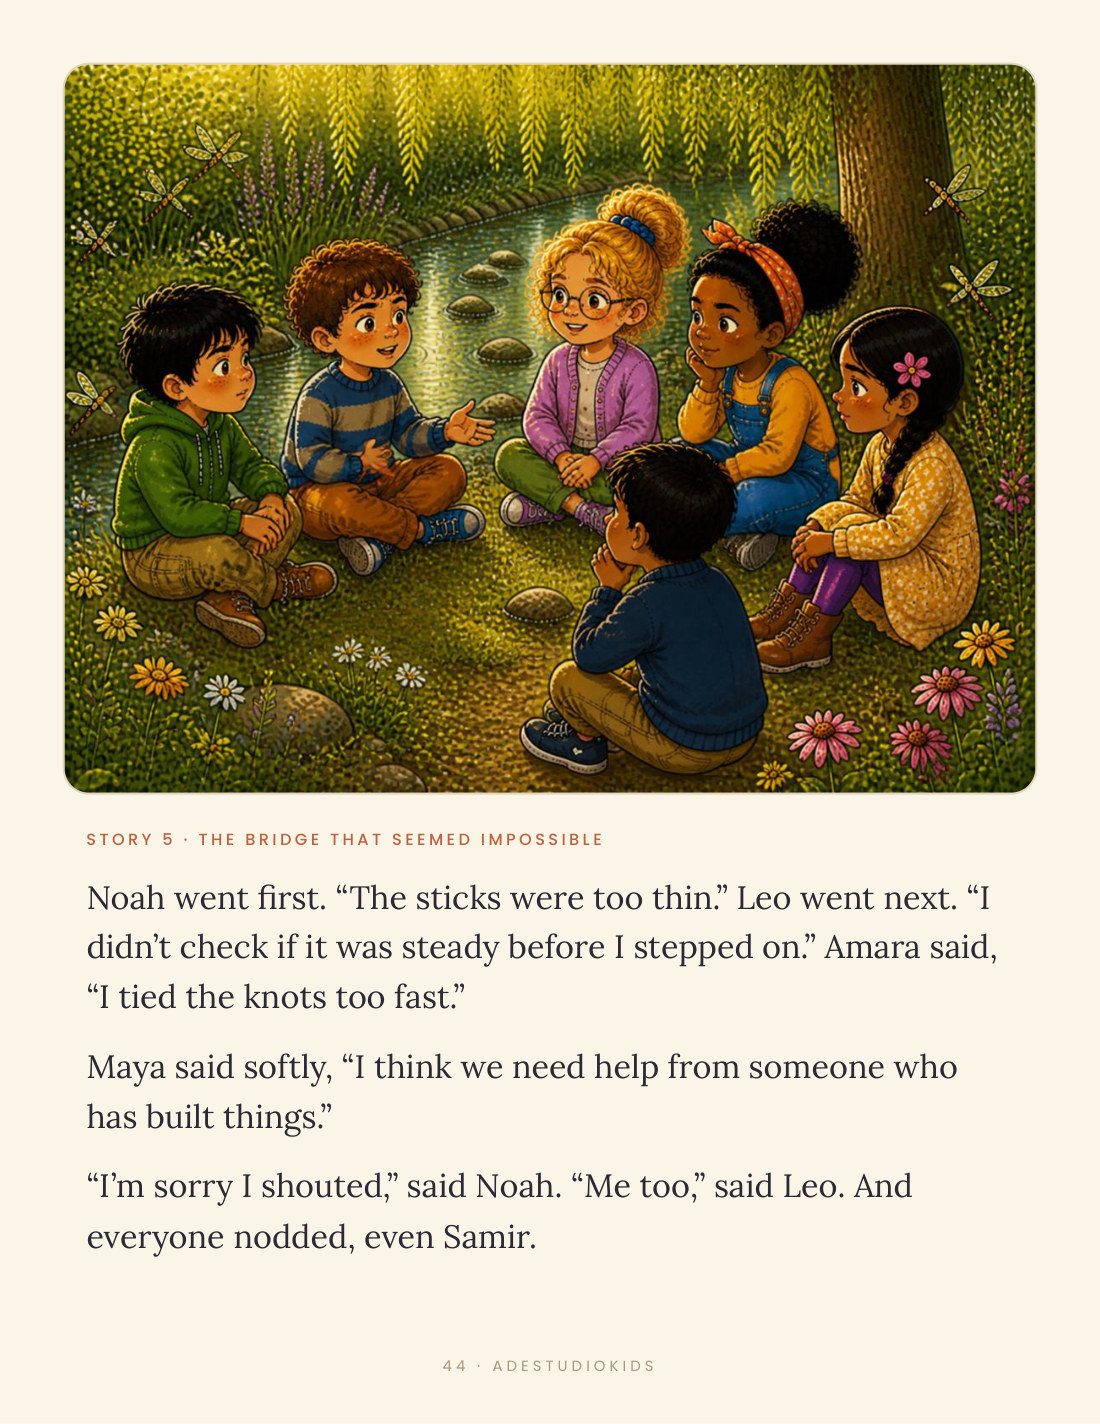 STORY 5 · THE BRIDGE THAT SEEMED IMPOSSIBLE
Noah went first. “The sticks were too thin.” Leo went next. “I
didn’t check if it was steady before I stepped on.” Amara said,
“I tied the knots too fast.”
Maya said softly, “I think we need help from someone who
has built things.”
“I’m sorry I shouted,” said Noah. “Me too,” said Leo. And
everyone nodded, even Samir.
44 · ADESTUDIOKIDS